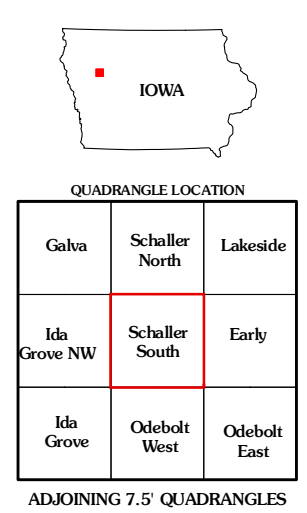 IOWA
QUADRANGLE LOCATION
Galva
Schaller
North
Lakeside
Ida
Grove NW
Schaller
South
Early
Ida
Grove
Odebolt
West
Odebolt
East
ADJOINING 7.5' QUADRANGLES